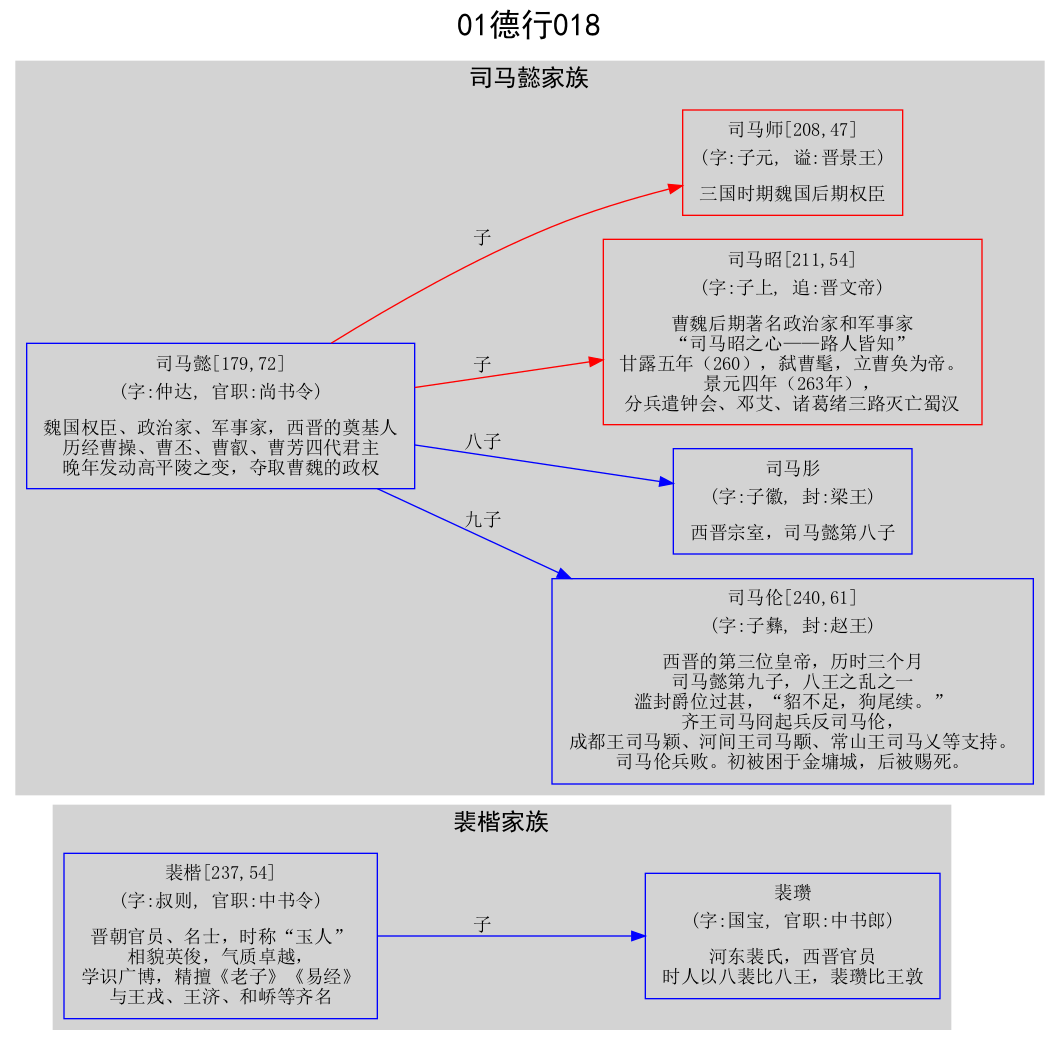 01德行018
司马懿家族
司马师[208,47]
(字:子元, 谥:晋景王)
三国时期魏国后期权臣
子
司马昭[211,54]
(字:子上, 追:晋文帝)
曹魏后期著名政治家和军事家
“司马昭之心——路人皆知”
甘露五年（260），弑曹髦，立曹奂为帝。
景元四年（263年），
分兵遣钟会、邓艾、诸葛绪三路灭亡蜀汉
子
司马懿[179,72]
(字:仲达, 官职:尚书令)
魏国权臣、政治家、军事家，西晋的奠基人
历经曹操、曹丕、曹叡、曹芳四代君主
晚年发动高平陵之变，夺取曹魏的政权
八子
司马肜
(字:子徽, 封:梁王)
西晋宗室，司马懿第八子
九子
司马伦[240,61]
(字:子彝, 封:赵王)
西晋的第三位皇帝，历时三个月
司马懿第九子，八王之乱之一
滥封爵位过甚，“貂不足，狗尾续。”
齐王司马冏起兵反司马伦，
成都王司马颖、河间王司马颙、常山王司马乂等支持。
司马伦兵败。初被困于金墉城，后被赐死。
裴楷家族
裴楷[237,54]
(字:叔则, 官职:中书令)
晋朝官员、名士，时称“玉人”
相貌英俊，气质卓越，
学识广博，精擅《老子》《易经》
与王戎、王济、和峤等齐名
子
裴瓒
(字:国宝, 官职:中书郎)
河东裴氏，西晋官员
时人以八裴比八王，裴瓒比王敦